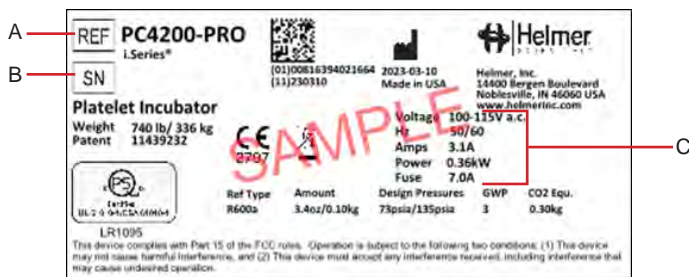 A
REF PC4200-PRO
i.Series®
B
SN
(01)00816394021664
(11)230310
2023-03-10
Made in USA
Helmer
SCIENTIFIC
Helmer, Inc.
14400 Bergen Boulevard
Noblesville, IN 46060 USA
www.helmerinc.com
Platelet Incubator
Weight 740 lb/ 336 kg
Patent 11439232
CE
2797
SAMPLE
Voltage 100-115V a.c.
Hz 50/60
Amps 3.1A
Power 0.36kW
Fuse 7.0A
C
PS
LR1095
Ref Type Amount Design Pressures GWP CO2 Equ.
R600a 3.4oz/0.10kg 73psia/135psia 3 0.30kg
This device complies with Part 15 of the FCC rules. Operation is subject to the following two conditions: (1) This device
may not cause harmful interference, and (2) This device must accept any interference received, including interference that
may cause undesired operation.